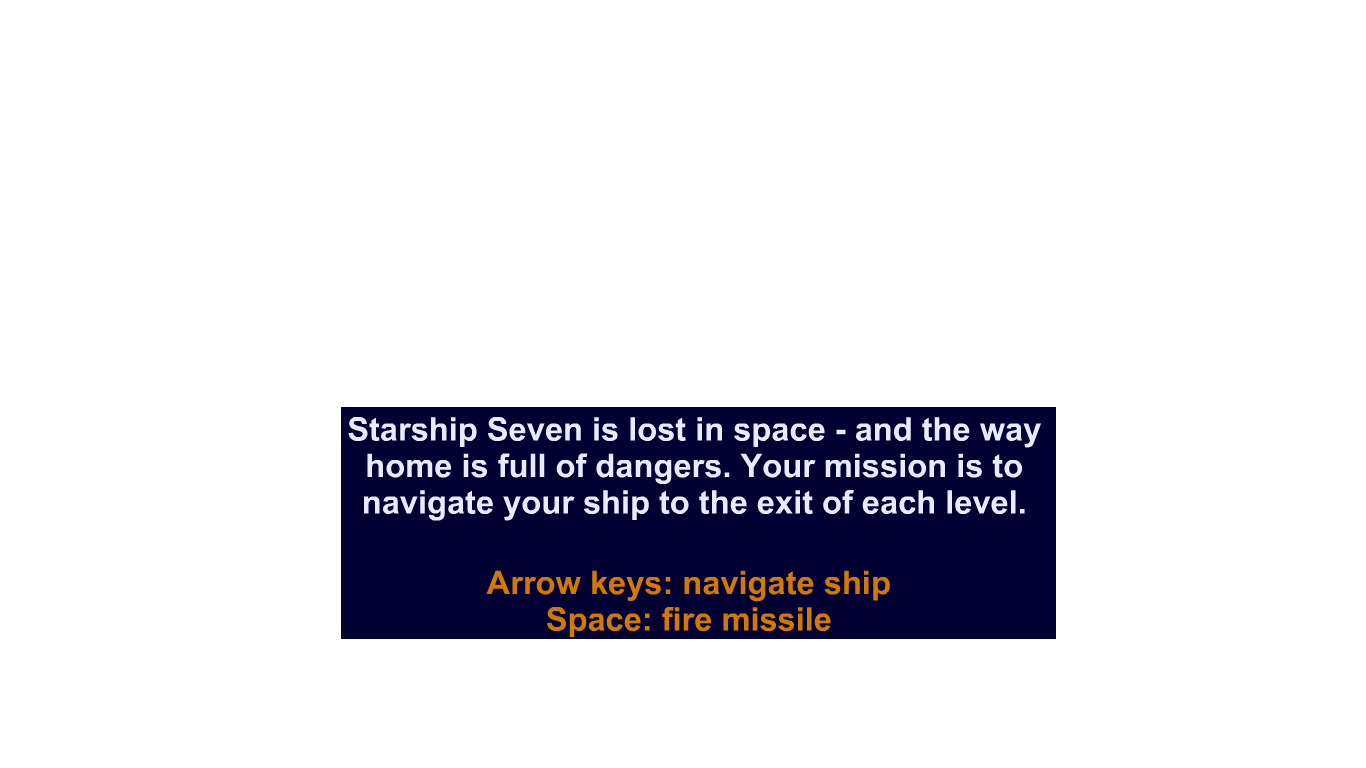 Starship Seven is lost in space - and the way
home is full of dangers. Your mission is to
navigate your ship to the exit of each level.
Arrow keys: navigate ship
Space: fire missile